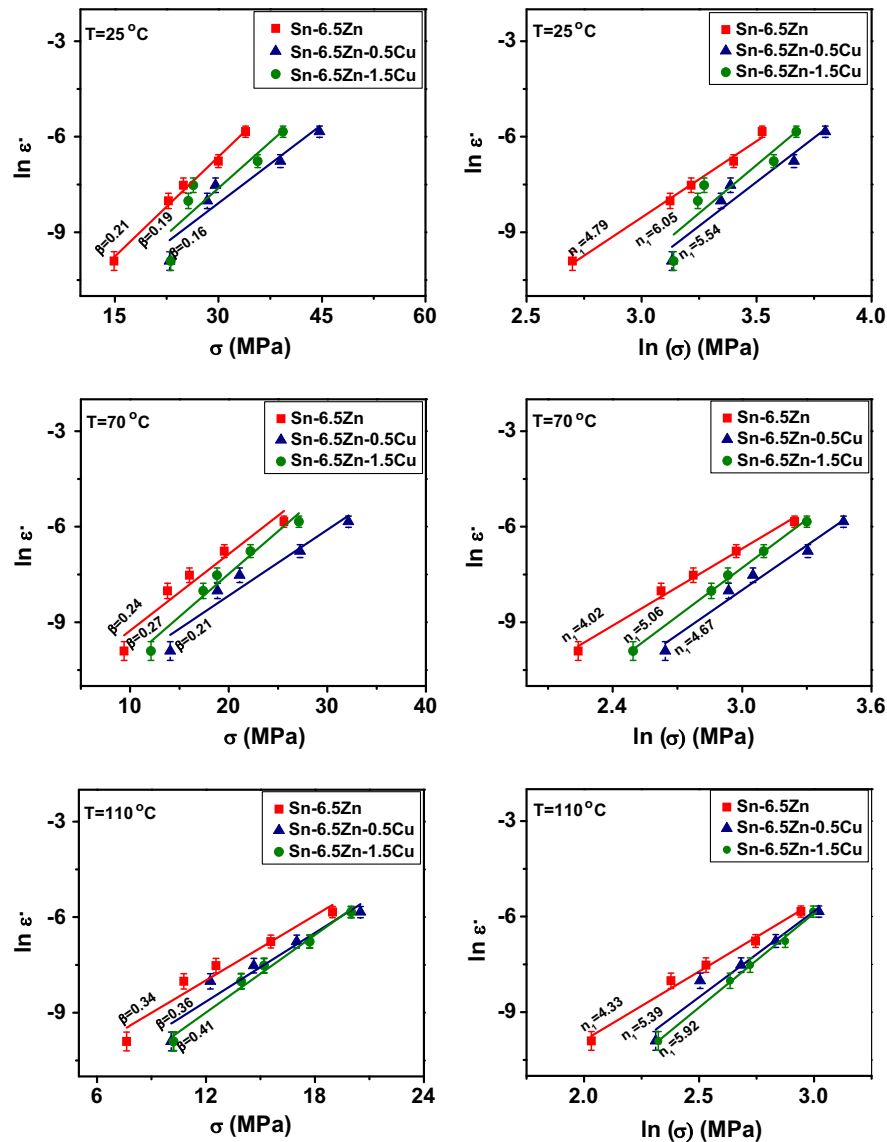 T=25 °C
Sn-6.5Zn
Sn-6.5Zn-0.5Cu
Sn-6.5Zn-1.5Cu
-3
-6
-9
ln ε·
β=0.21
β=0.19
β=0.16
15 30 45 60
σ (MPa)
T=25 °C
Sn-6.5Zn
Sn-6.5Zn-0.5Cu
Sn-6.5Zn-1.5Cu
-3
-6
-9
ln ε·
n₁=4.79
n₁=6.05
n₁=5.54
2.5 3.0 3.5 4.0
ln (σ) (MPa)
T=70 °C
Sn-6.5Zn
Sn-6.5Zn-0.5Cu
Sn-6.5Zn-1.5Cu
-3
-6
-9
ln ε·
β=0.24
β=0.27
β=0.21
10 20 30 40
σ (MPa)
T=70 °C
Sn-6.5Zn
Sn-6.5Zn-0.5Cu
Sn-6.5Zn-1.5Cu
-3
-6
-9
ln ε·
n₁=4.02
n₁=5.06
n₁=4.67
2.4 3.0 3.6
ln (σ) (MPa)
T=110 °C
Sn-6.5Zn
Sn-6.5Zn-0.5Cu
Sn-6.5Zn-1.5Cu
-3
-6
-9
ln ε·
β=0.34
β=0.36
β=0.41
6 12 18 24
σ (MPa)
T=110 °C
Sn-6.5Zn
Sn-6.5Zn-0.5Cu
Sn-6.5Zn-1.5Cu
-3
-6
-9
ln ε·
n₁=4.33
n₁=5.39
n₁=5.92
2.0 2.5 3.0
ln (σ) (MPa)